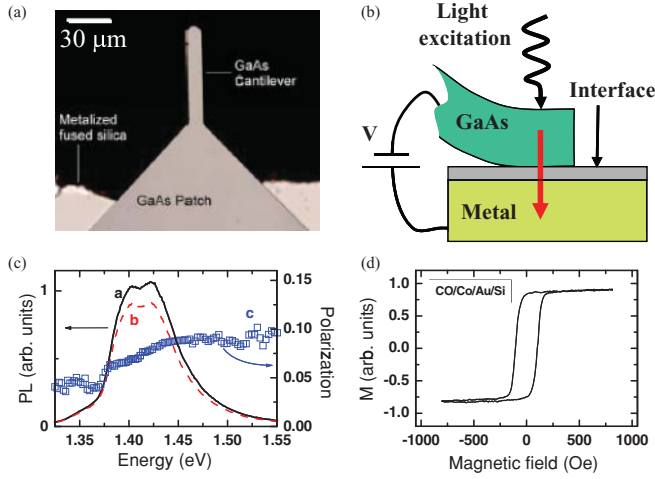 (a)
30 μm
GaAs
Cantilever
Metalized
fused silica
GaAs Patch
(b)
Light
excitation
Interface
GaAs
V
Metal
(c)
a
b
c
1
0
PL (arb. units)
0.15
0.10
0.05
0.00
Polarization
1.35 1.40 1.45 1.50 1.55
Energy (eV)
(d)
CO/Co/Au/Si
1.0
0.5
0.0
-0.5
-1.0
M (arb. units)
-1000 -500 0 500 1000
Magnetic field (Oe)